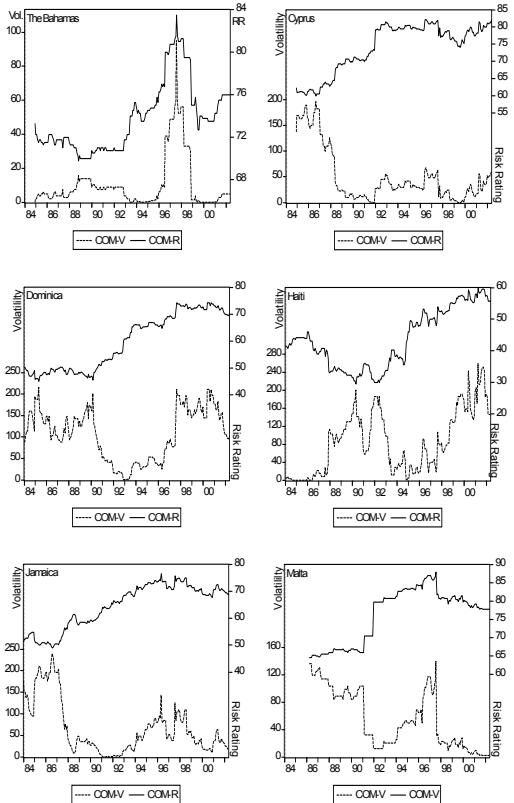 The Bahamas
Vol.
RR
100
80
60
40
20
0
84
80
76
72
68
84 86 88 90 92 94 96 98 00
COM-V COM-R
Cyprus
Volatility
Risk Rating
200
150
100
50
0
85
80
75
70
65
60
55
84 86 88 90 92 94 96 98 00
COM-V COM-R
Dominica
Volatility
Risk Rating
250
200
150
100
50
0
80
70
60
50
40
84 86 88 90 92 94 96 98 00
COM-V COM-R
Haiti
Volatility
Risk Rating
280
240
200
160
120
80
40
0
60
50
40
30
20
84 86 88 90 92 94 96 98 00
COM-V COM-R
Jamaica
Volatility
Risk Rating
250
200
150
100
50
0
80
70
60
50
40
84 86 88 90 92 94 96 98 00
COM-V COM-R
Malta
Volatility
Risk Rating
160
120
80
40
0
90
85
80
75
70
65
60
84 86 88 90 92 94 96 98 00
COM-R COM-V